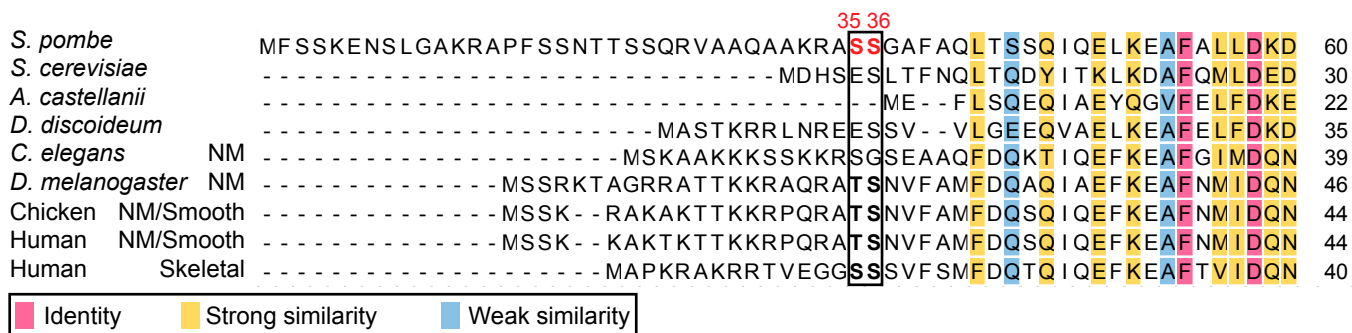 35 36
S. pombe MFSSKENSLGAKRAPFSSNTTSSQRVAAQAAKRASSGAFAQLTSSQIQELKEAFALLDKD 60
S. cerevisiae ------------------------------MDHSESLTFNQLTQDYITKLKDAFQMLDED 30
A. castellanii ------------------------------------ME--FLSQEQIAEYQGVFELFDKE 22
D. discoideum -----------------------MASTKRRLNREESSV--VLGEEQVAELKEAFELFDKD 35
C. elegans NM ---------------------MSKAAKKKSSKKRSGSEAAQFDQKTIQEFKEAFGIMDQN 39
D. melanogaster NM --------------MSSRKTAGRRATTKKRAQRATSNVFAMFDQAQIAEFKEAFNMIDQN 46
Chicken NM/Smooth --------------MSSK--RAKAKTTKKRPQRATSNVFAMFDQSQIQEFKEAFNMIDQN 44
Human NM/Smooth --------------MSSK--KAKTKTTKKRPQRATSNVFAMFDQSQIQEFKEAFNMIDQN 44
Human Skeletal --------------------MAPKRAKRRTVEGGSSSVFSMFDQTQIQEFKEAFTVIDQN 40
Identity Strong similarity Weak similarity